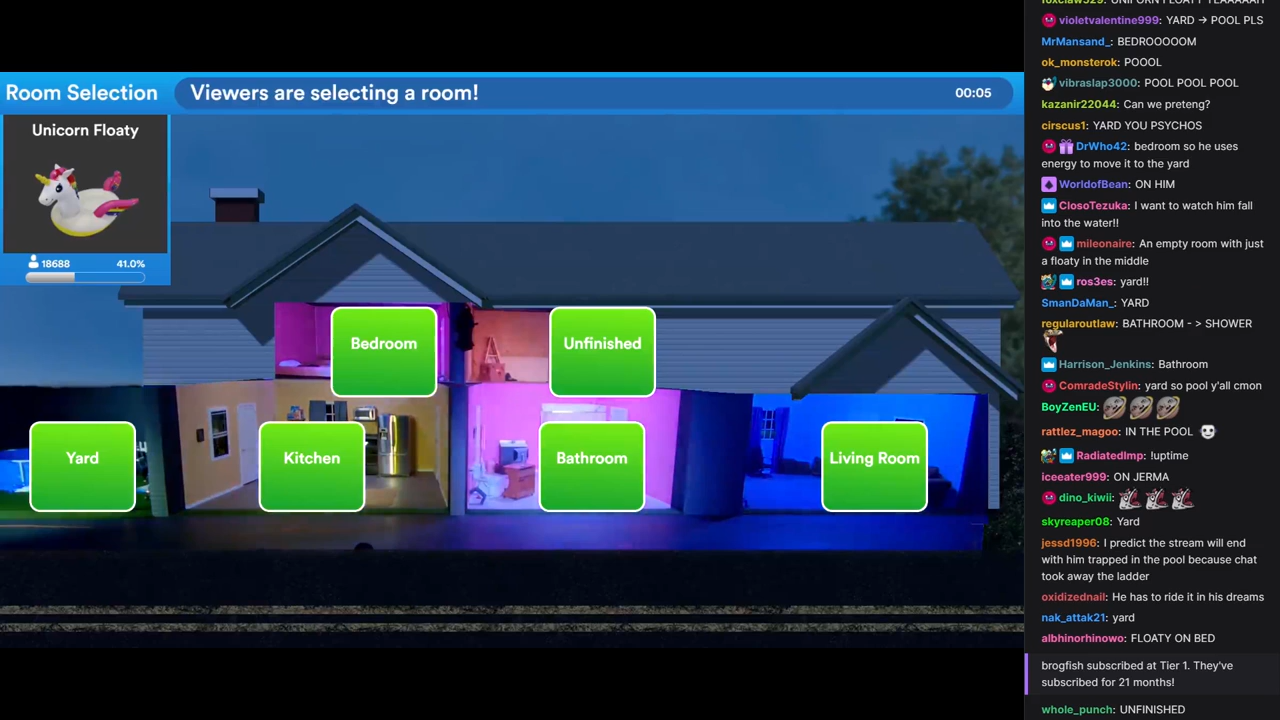 Room Selection
Viewers are selecting a room!
00:05
Unicorn Floaty
18688
41.0%
Bedroom
Unfinished
Yard
Kitchen
Bathroom
Living Room
violetvalentine999: YARD → POOL PLS
MrMansand_: BEDROOOOOM
ok_monsterok: POOOL
vibraslap3000: POOL POOL POOL
kazanir22044: Can we preteng?
cirscus1: YARD YOU PSYCHOS
DrWho42: bedroom so he uses
energy to move it to the yard
WorldofBean: ON HIM
ClosoTezuka: I want to watch him fall
into the water!!
mileonaire: An empty room with just
a floaty in the middle
ros3es: yard!!
SmanDaMan_: YARD
regularoutlaw: BATHROOM - > SHOWER
Harrison_Jenkins: Bathroom
ComradeStylin: yard so pool y'all cmon
BoyZenEU:
rattlez_magoo: IN THE POOL
RadiatedImp: !uptime
iceeater999: ON JERMA
dino_kiwii:
skyreaper08: Yard
jessd1996: I predict the stream will end
with him trapped in the pool because chat
took away the ladder
oxidizednail: He has to ride it in his dreams
nak_attak21: yard
albhinorhinowo: FLOATY ON BED
brogfish subscribed at Tier 1. They've
subscribed for 21 months!
whole_punch: UNFINISHED